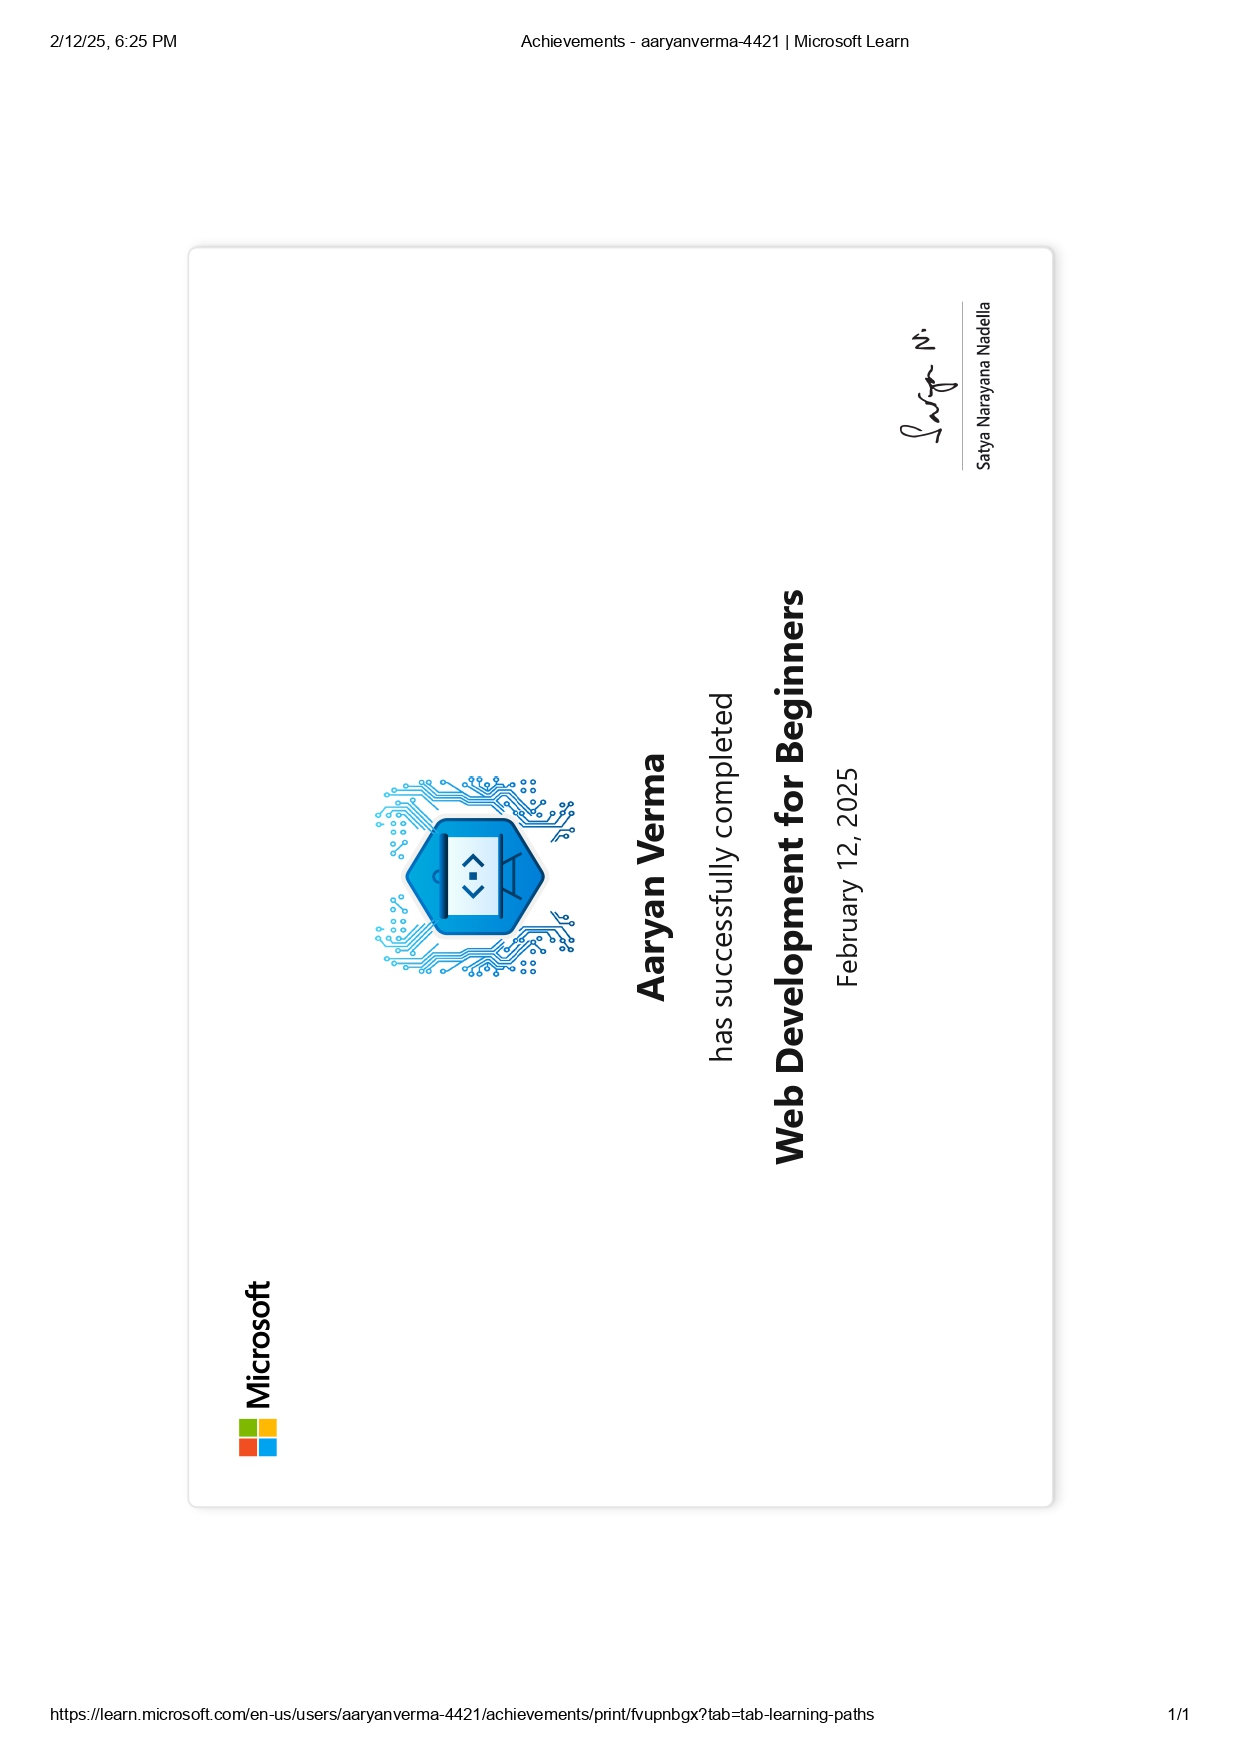 2/12/25, 6:25 PM
Achievements - aaryanverma-4421 | Microsoft Learn
Microsoft
Aaryan Verma
has successfully completed
Web Development for Beginners
February 12, 2025
Satya N.
Satya Narayana Nadella
https://learn.microsoft.com/en-us/users/aaryanverma-4421/achievements/print/fvupnbgx?tab=tab-learning-paths
1/1